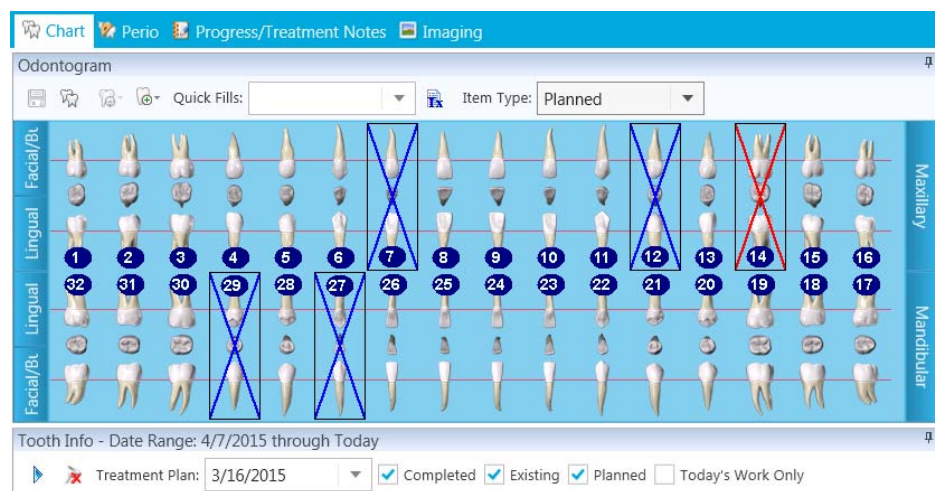 Chart Perio Progress/Treatment Notes Imaging
Odontogram
Quick Fills: Tx Item Type: Planned
Facial/Bu
Lingual
Maxillary
1 2 3 4 5 6 7 8 9 10 11 12 13 14 15 16
32 31 30 29 28 27 26 25 24 23 22 21 20 19 18 17
Lingual
Facial/Bu
Mandibular
Tooth Info - Date Range: 4/7/2015 through Today
Treatment Plan: 3/16/2015 Completed Existing Planned Today's Work Only